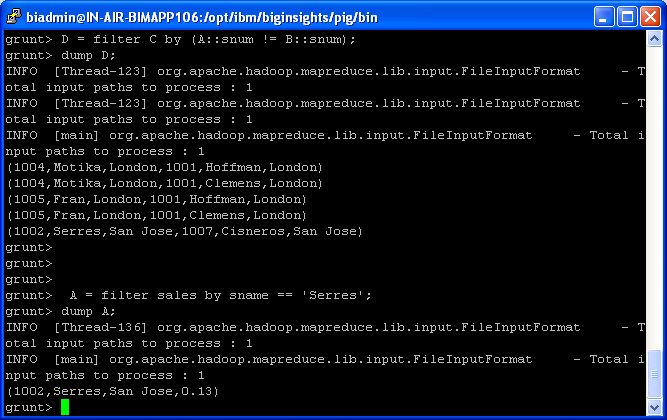 biadmin@IN-AIR-BIMAPP106:/opt/ibm/biginsights/pig/bin
grunt> D = filter C by (A::snum != B::snum);
grunt> dump D;
INFO  [Thread-123] org.apache.hadoop.mapreduce.lib.input.FileInputFormat     - T
otal input paths to process : 1
INFO  [Thread-123] org.apache.hadoop.mapreduce.lib.input.FileInputFormat     - T
otal input paths to process : 1
INFO  [main] org.apache.hadoop.mapreduce.lib.input.FileInputFormat     - Total i
nput paths to process : 1
(1004,Motika,London,1001,Hoffman,London)
(1004,Motika,London,1001,Clemens,London)
(1005,Fran,London,1001,Hoffman,London)
(1005,Fran,London,1001,Clemens,London)
(1002,Serres,San Jose,1007,Cisneros,San Jose)
grunt>
grunt>
grunt>
grunt>  A = filter sales by sname == 'Serres';
grunt> dump A;
INFO  [Thread-136] org.apache.hadoop.mapreduce.lib.input.FileInputFormat     - T
otal input paths to process : 1
INFO  [main] org.apache.hadoop.mapreduce.lib.input.FileInputFormat     - Total i
nput paths to process : 1
(1002,Serres,San Jose,0.13)
grunt>